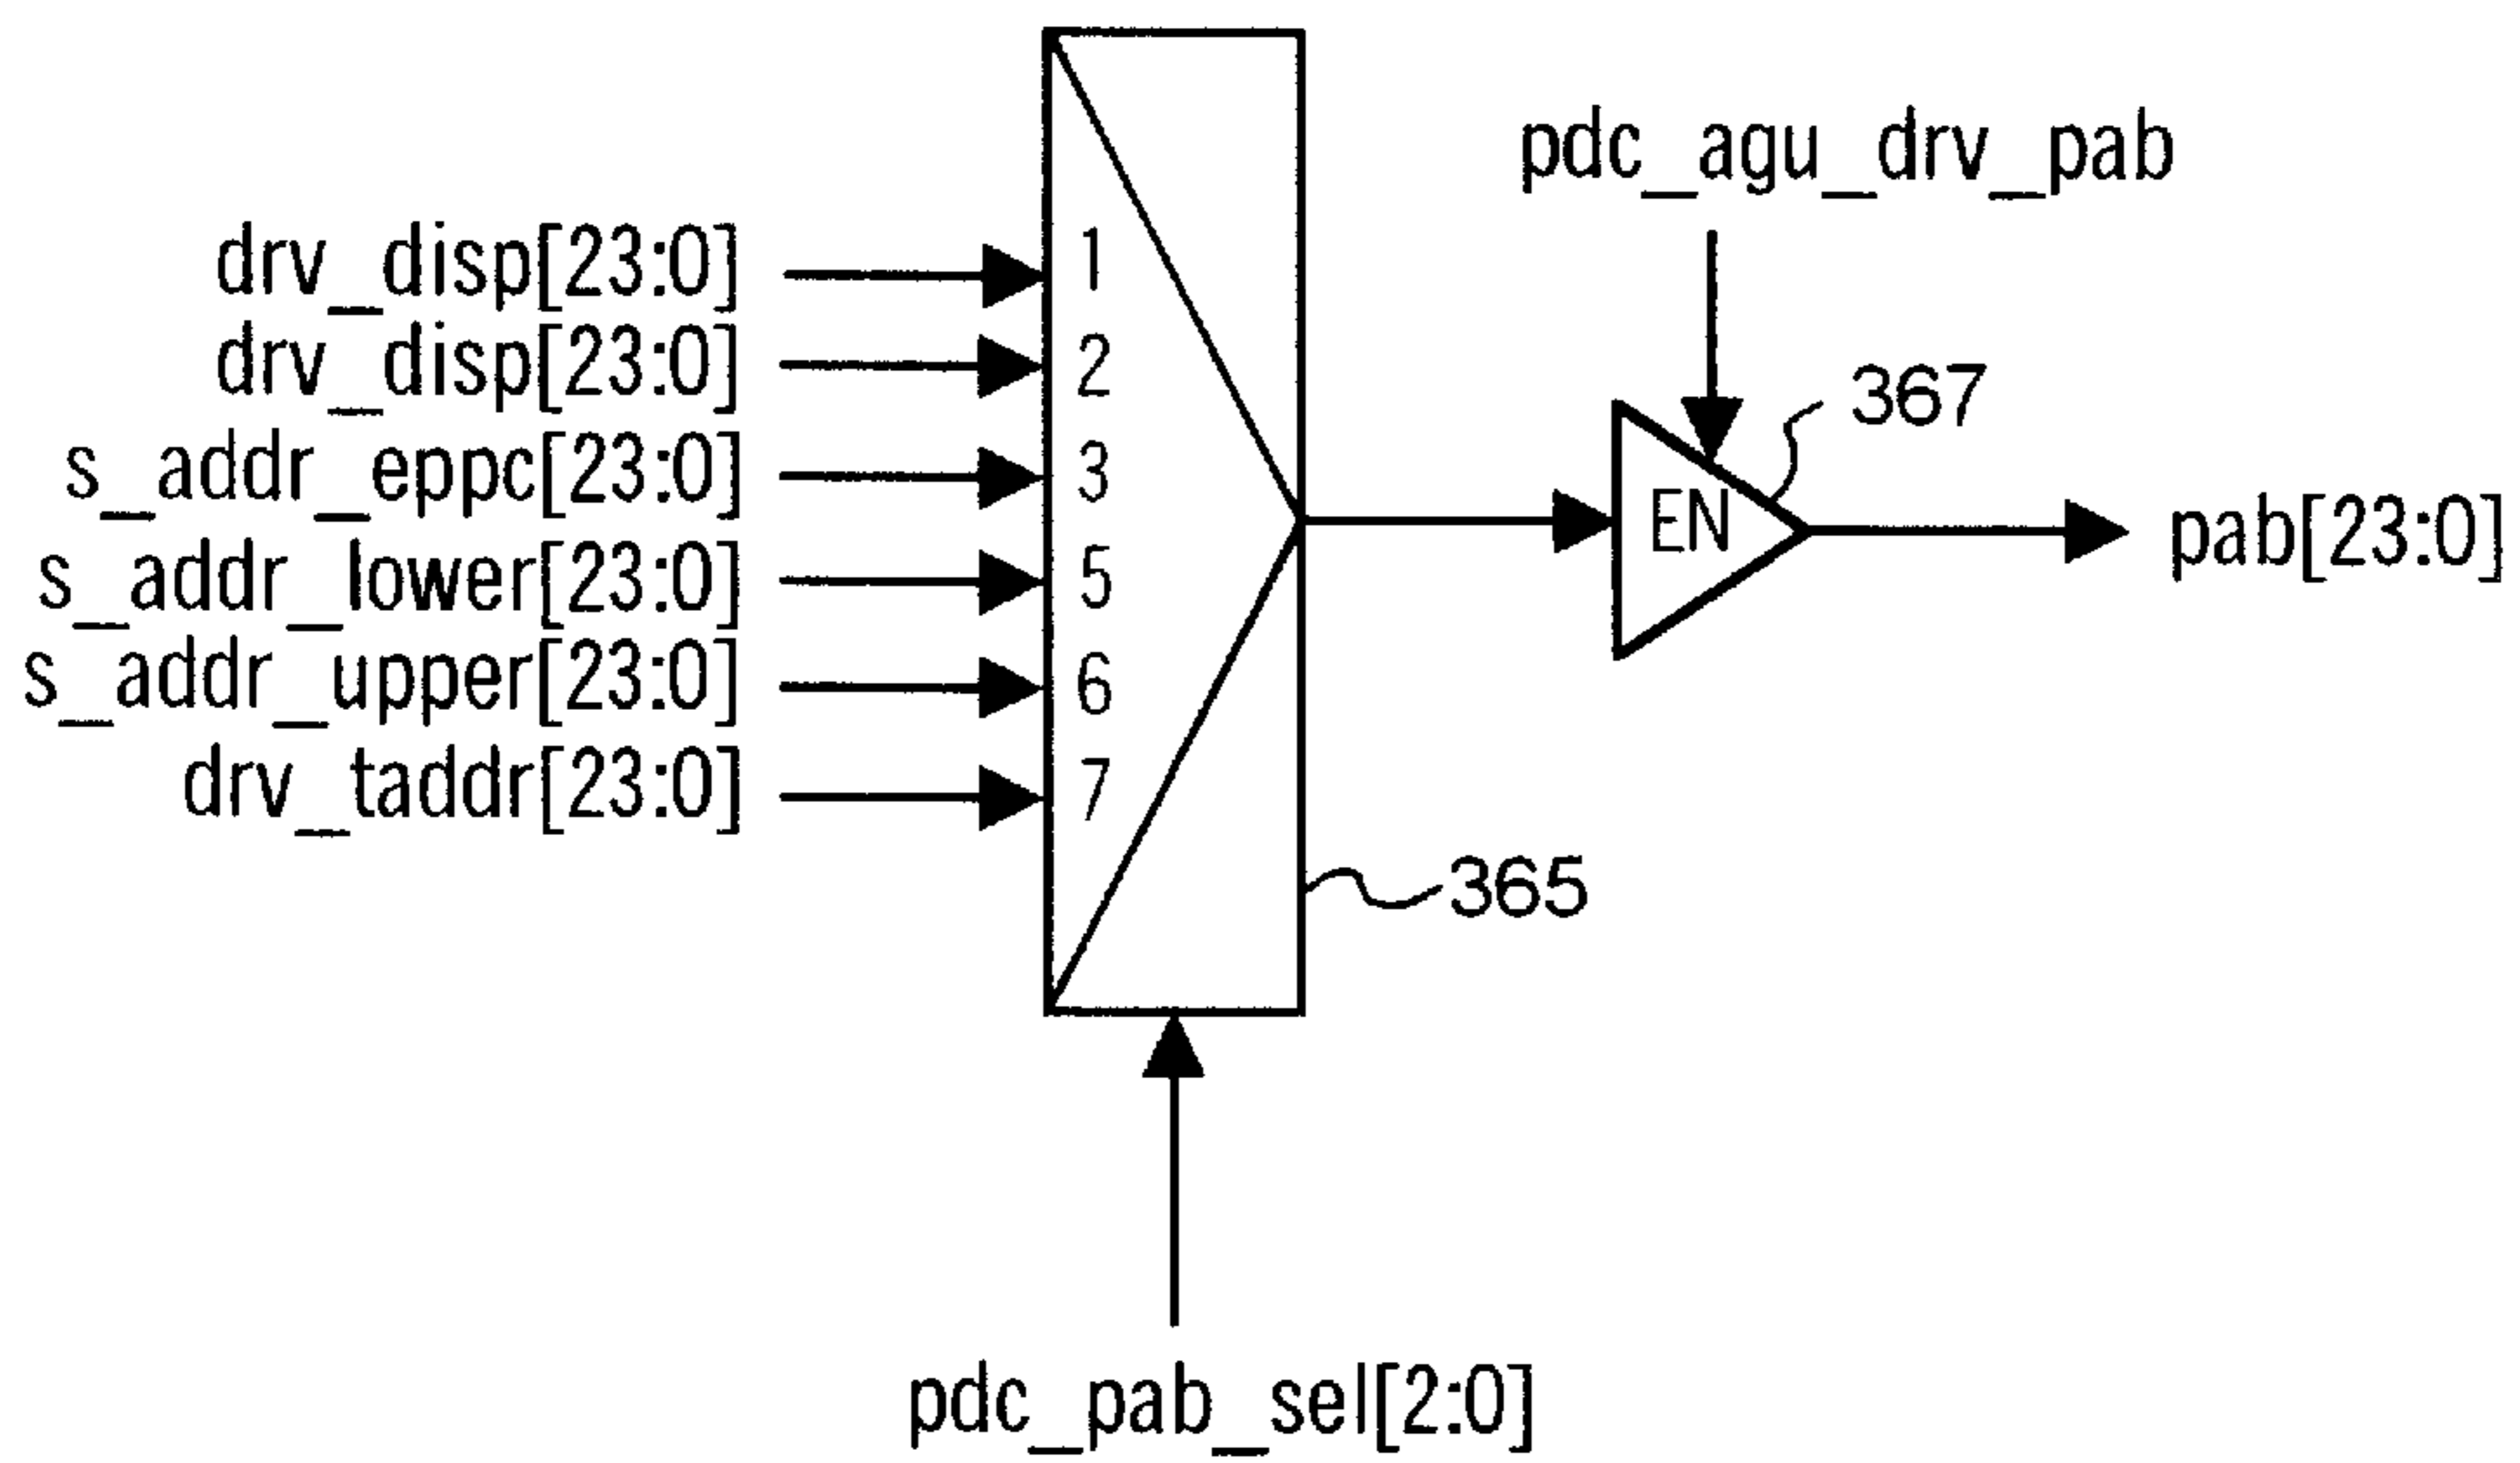 pdc_agu_drv_pab
drv_disp[23:0] 1
drv_disp[23:0] 2
367
s_addr_eppc[23:0] 3
EN
pab[23:0]
s_addr_lower[23:0] 5
s_addr_upper[23:0] 6
drv_taddr[23:0] 7
365
pdc_pab_sel[2:0]